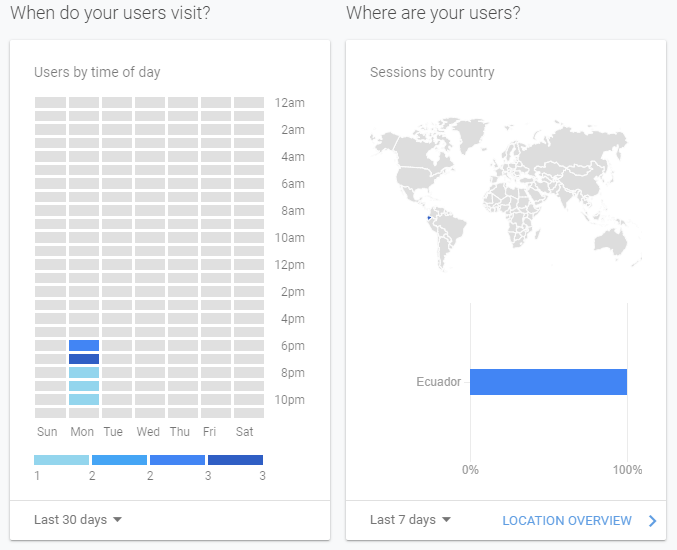 When do your users visit?
Users by time of day
12am
2am
4am
6am
8am
10am
12pm
2pm
4pm
6pm
8pm
10pm
Sun Mon Tue Wed Thu Fri Sat
1 2 2 3 3
Last 30 days
Where are your users?
Sessions by country
Ecuador
0% 100%
Last 7 days LOCATION OVERVIEW